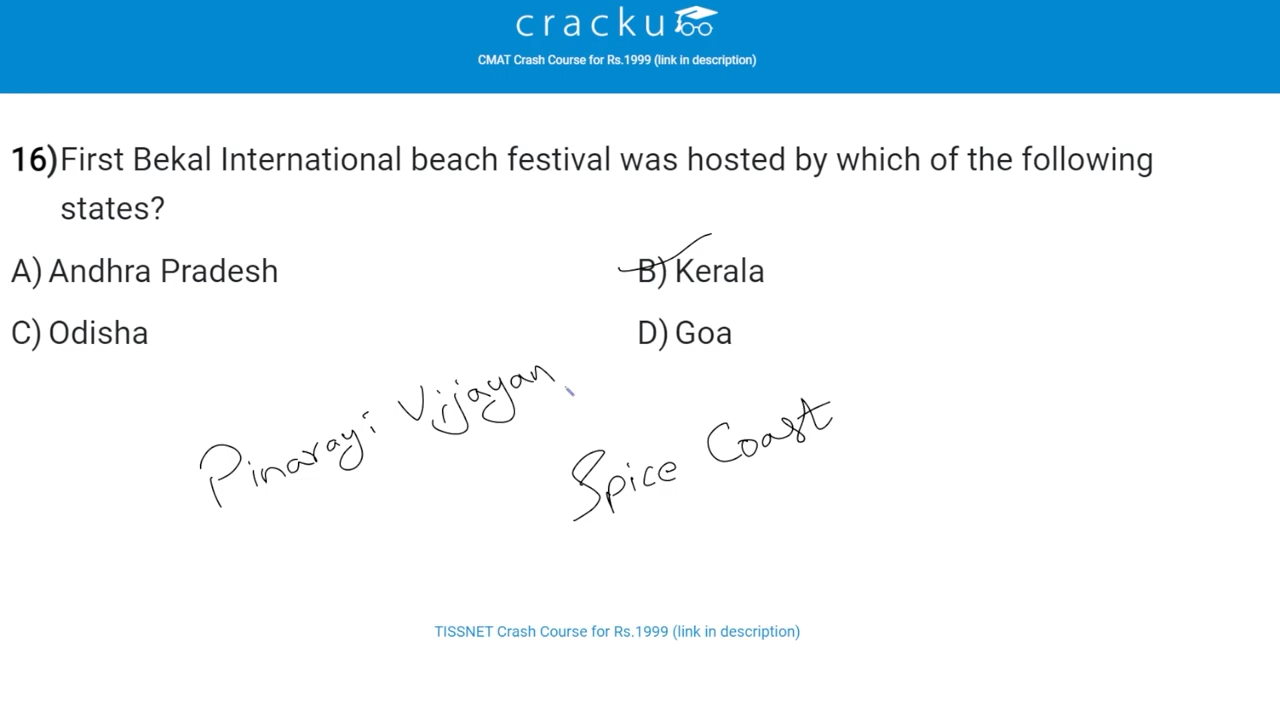 cracku
CMAT Crash Course for Rs.1999 (link in description)
16) First Bekal International beach festival was hosted by which of the following
states?
A) Andhra Pradesh
B) Kerala
C) Odisha
D) Goa
Pinarayi Vijayan
Spice Coast
TISSNET Crash Course for Rs.1999 (link in description)